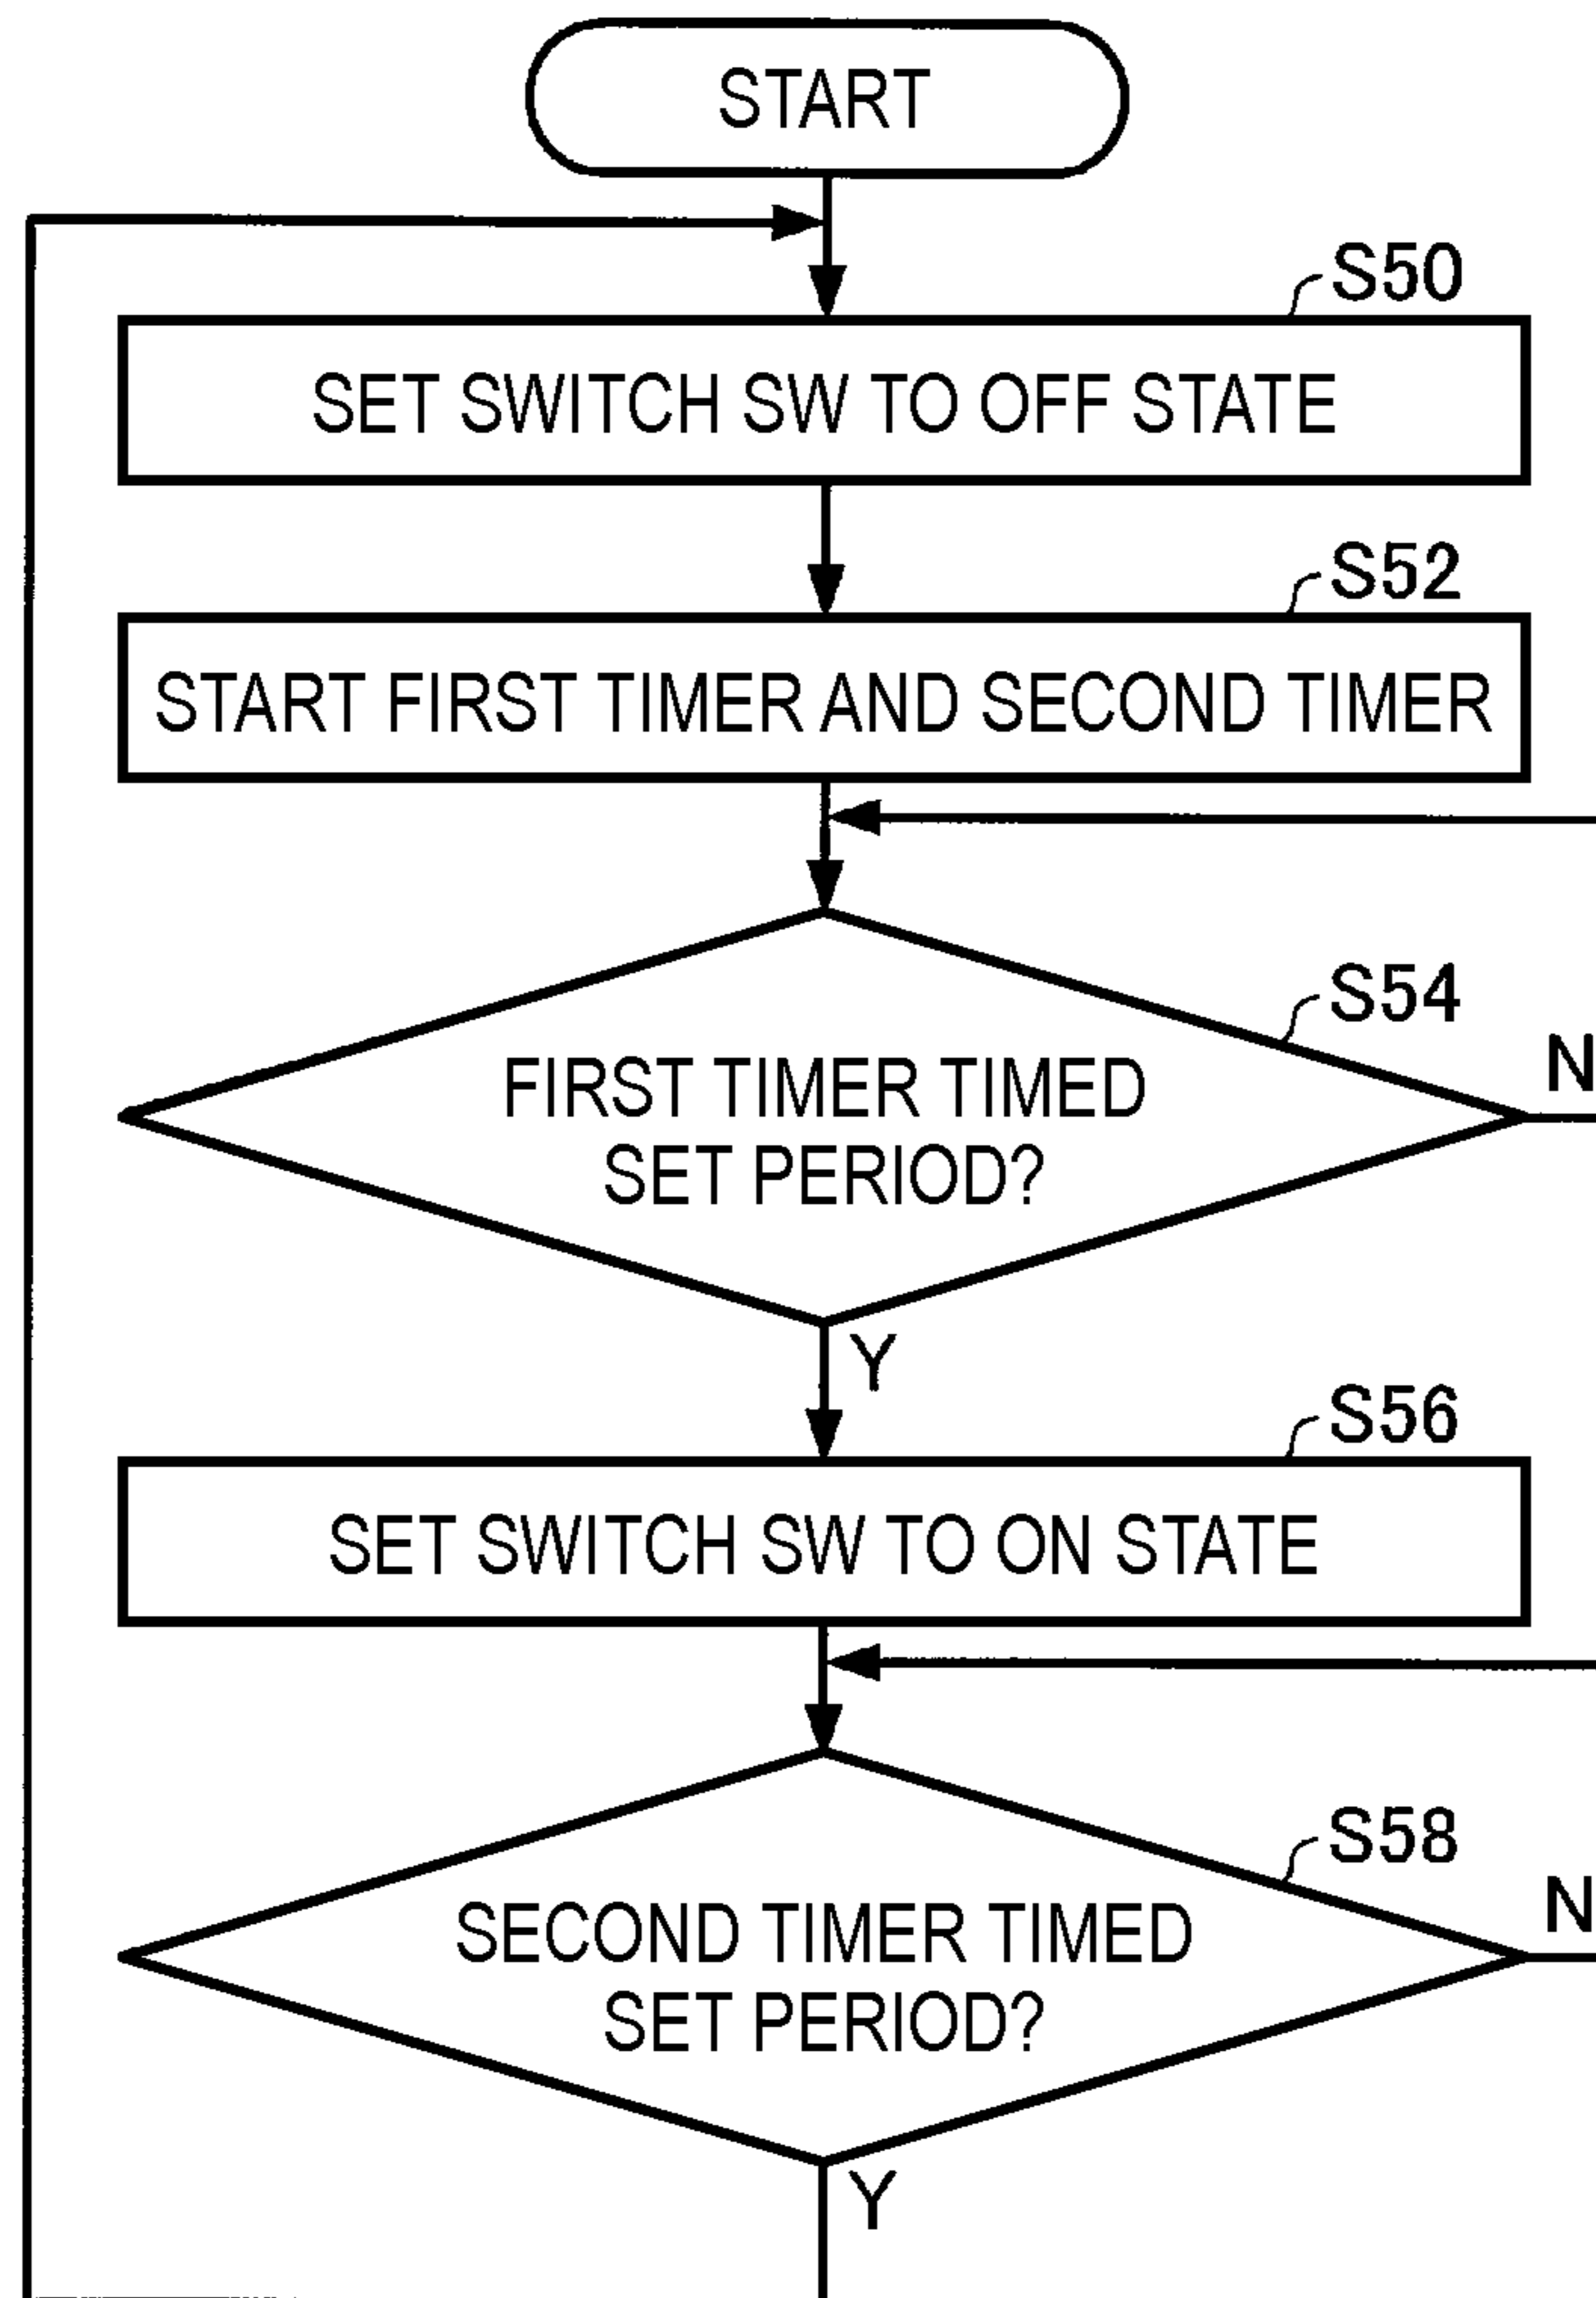 START
S50
SET SWITCH SW TO OFF STATE
S52
START FIRST TIMER AND SECOND TIMER
S54
N
FIRST TIMER TIMED
SET PERIOD?
Y
S56
SET SWITCH SW TO ON STATE
S58
N
SECOND TIMER TIMED
SET PERIOD?
Y